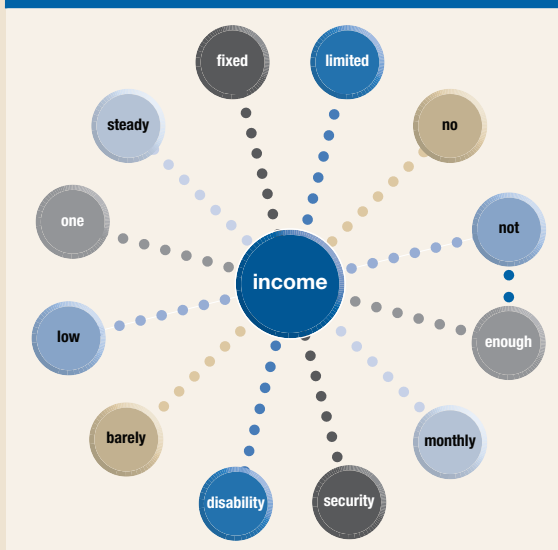 fixed
limited
steady
no
one
not
income
low
enough
barely
monthly
disability
security